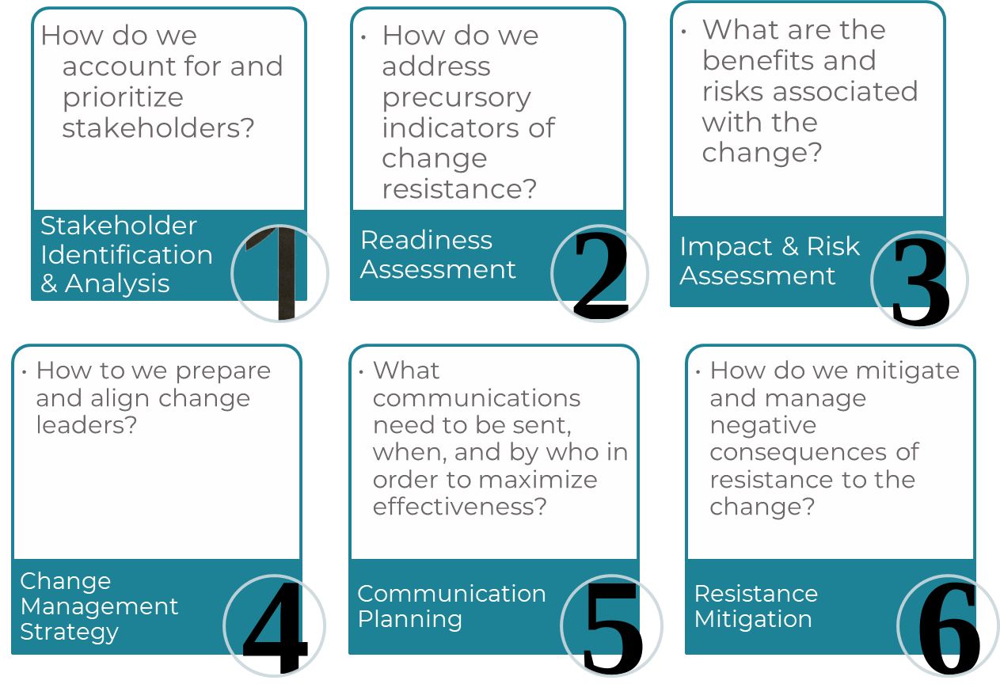 How do we
account for and
prioritize
stakeholders?
Stakeholder
Identification
& Analysis
1
• How do we
address
precursory
indicators of
change
resistance?
Readiness
Assessment
2
• What are the
benefits and
risks associated
with the
change?
Impact & Risk
Assessment
3
• How to we prepare
and align change
leaders?
Change
Management
Strategy
4
• What
communications
need to be sent,
when, and by who in
order to maximize
effectiveness?
Communication
Planning
5
• How do we mitigate
and manage
negative
consequences of
resistance to the
change?
Resistance
Mitigation
6